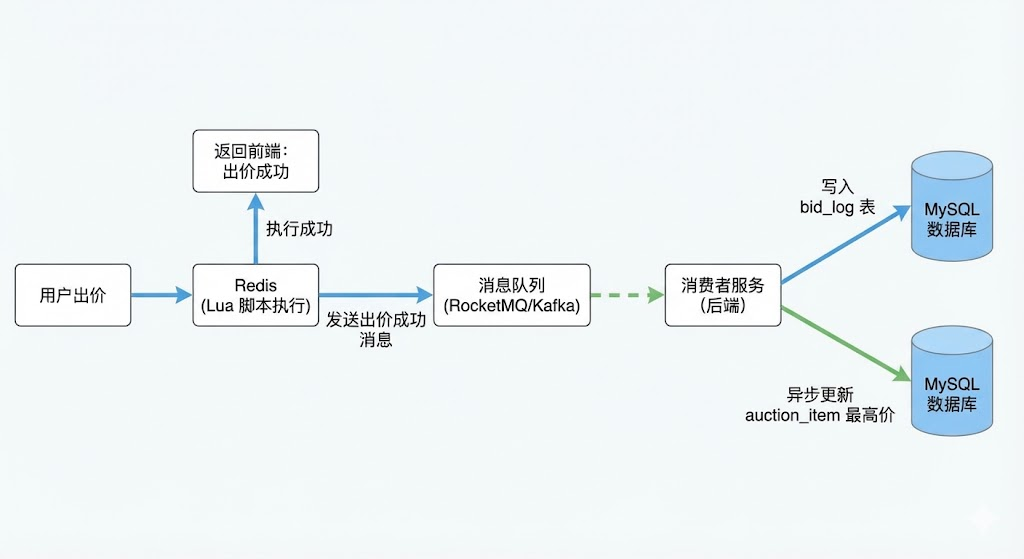 返回前端：
出价成功
执行成功
用户出价
Redis
(Lua 脚本执行)
发送出价成功
消息
消息队列
(RocketMQ/Kafka)
消费者服务
（后端）
写入
bid_log 表
MySQL
数据库
异步更新
auction_item 最高价
MySQL
数据库